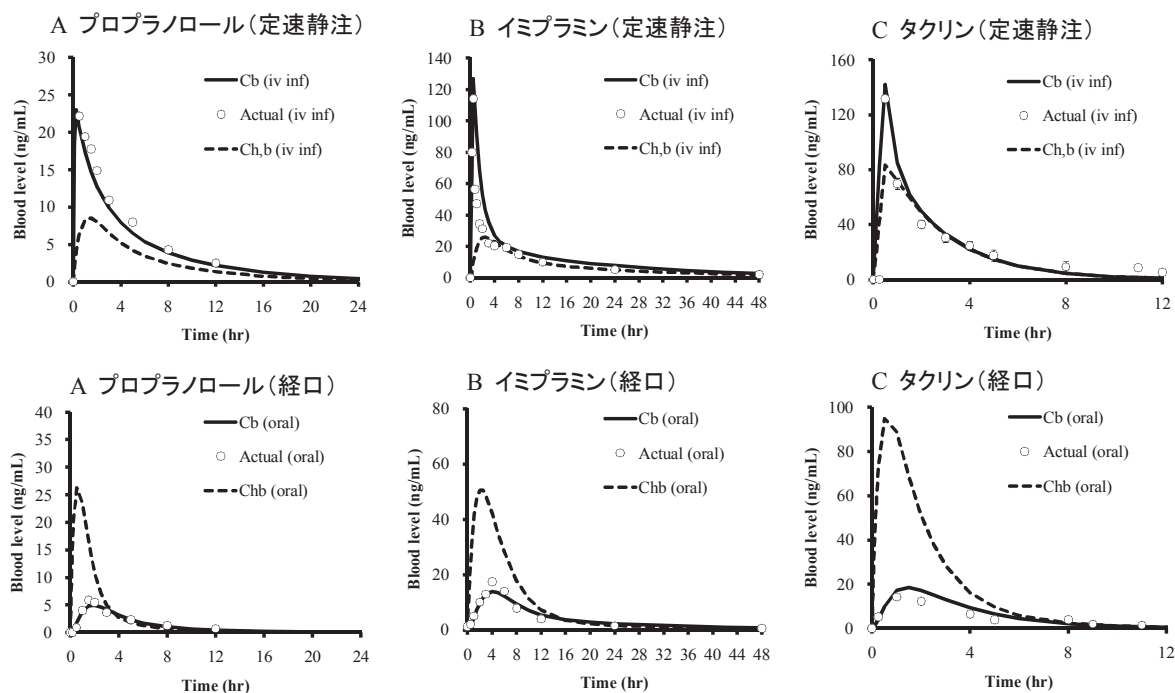 A プロプラノロール（定速静注）
30
25
20
15
10
5
0
Blood level (ng/mL)
Cb (iv inf)
Actual (iv inf)
Ch,b (iv inf)
0 4 8 12 16 20 24
Time (hr)
B イミプラミン（定速静注）
140
120
100
80
60
40
20
0
Blood level (ng/mL)
Cb (iv inf)
Actual (iv inf)
Ch,b (iv inf)
0 4 8 12 16 20 24 28 32 36 40 44 48
Time (hr)
C タクリン（定速静注）
160
120
80
40
0
Blood level (ng/mL)
Cb (iv inf)
Actual (iv inf)
Ch,b (iv inf)
0 4 8 12
Time (hr)
A プロプラノロール（経口）
40
35
30
25
20
15
10
5
0
Blood level (ng/mL)
Cb (oral)
Actual (oral)
Chb (oral)
0 4 8 12 16 20 24
Time (hr)
B イミプラミン（経口）
80
60
40
20
0
Blood level (ng/mL)
Cb (oral)
Actual (oral)
Chb (oral)
0 4 8 12 16 20 24 28 32 36 40 44 48
Time (hr)
C タクリン（経口）
100
80
60
40
20
0
Blood level (ng/mL)
Cb (oral)
Actual (oral)
Chb (oral)
0 4 8 12
Time (hr)